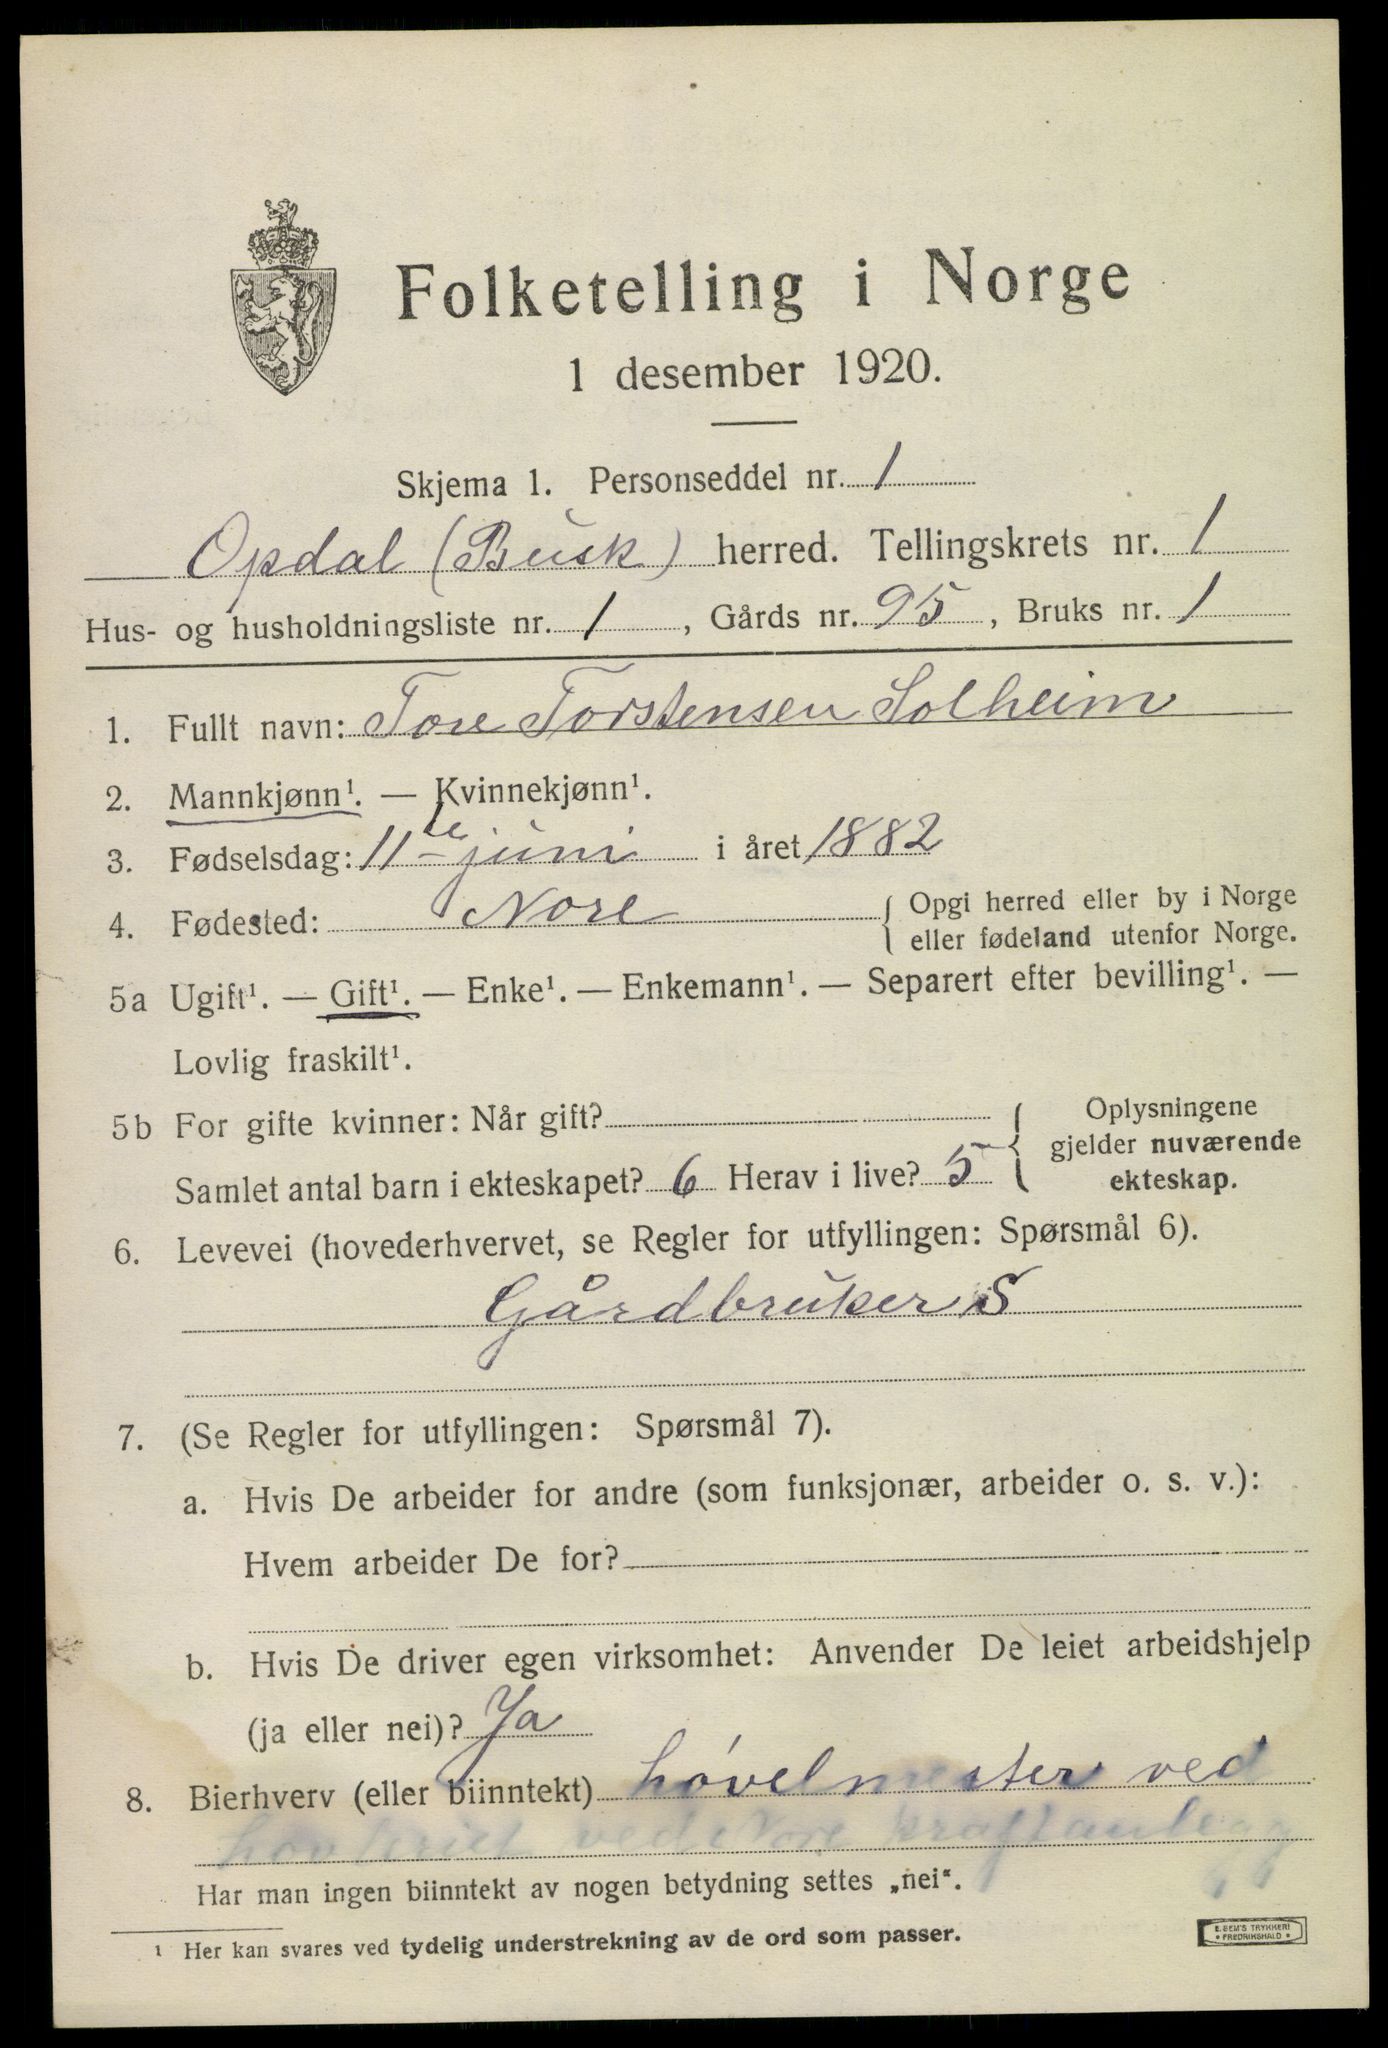 Folketelling i Norge
1 desember 1920.
Skjema 1. Personseddel nr. 1
Opdal (Busk) herred. Tellingskrets nr. 1
Hus- og husholdningsliste nr. 1, Gårds nr. 95, Bruks nr. 1
1. Fullt navn: Tore Torstensen Solheim
2. Mannkjønn¹. — Kvinnekjønn¹.
3. Fødselsdag: 11te juni i året 1882
4. Fødested: Nore { Opgi herred eller by i Norge
eller fødeland utenfor Norge.
5a Ugift¹. — Gift¹. — Enke¹. — Enkemann¹. — Separert efter bevilling¹. —
Lovlig fraskilt¹.
5b For gifte kvinner: Når gift?
Samlet antal barn i ekteskapet? 6 Herav i live? 5
{ Oplysningene
gjelder nuværende
ekteskap.
6. Levevei (hovederhvervet, se Regler for utfyllingen: Spørsmål 6).
Gårdbruker S
7. (Se Regler for utfyllingen: Spørsmål 7).
a. Hvis De arbeider for andre (som funksjonær, arbeider o. s. v.):
Hvem arbeider De for?
b. Hvis De driver egen virksomhet: Anvender De leiet arbeidshjelp
(ja eller nei)? Ja
8. Bierhverv (eller biinntekt) høvelmester ved
ved Nore kraftanlegg
Har man ingen biinntekt av nogen betydning settes „nei“.
¹ Her kan svares ved tydelig understrekning av de ord som passer.
E. SEM'S TRYKKERI
• FREDRIKSHALD •